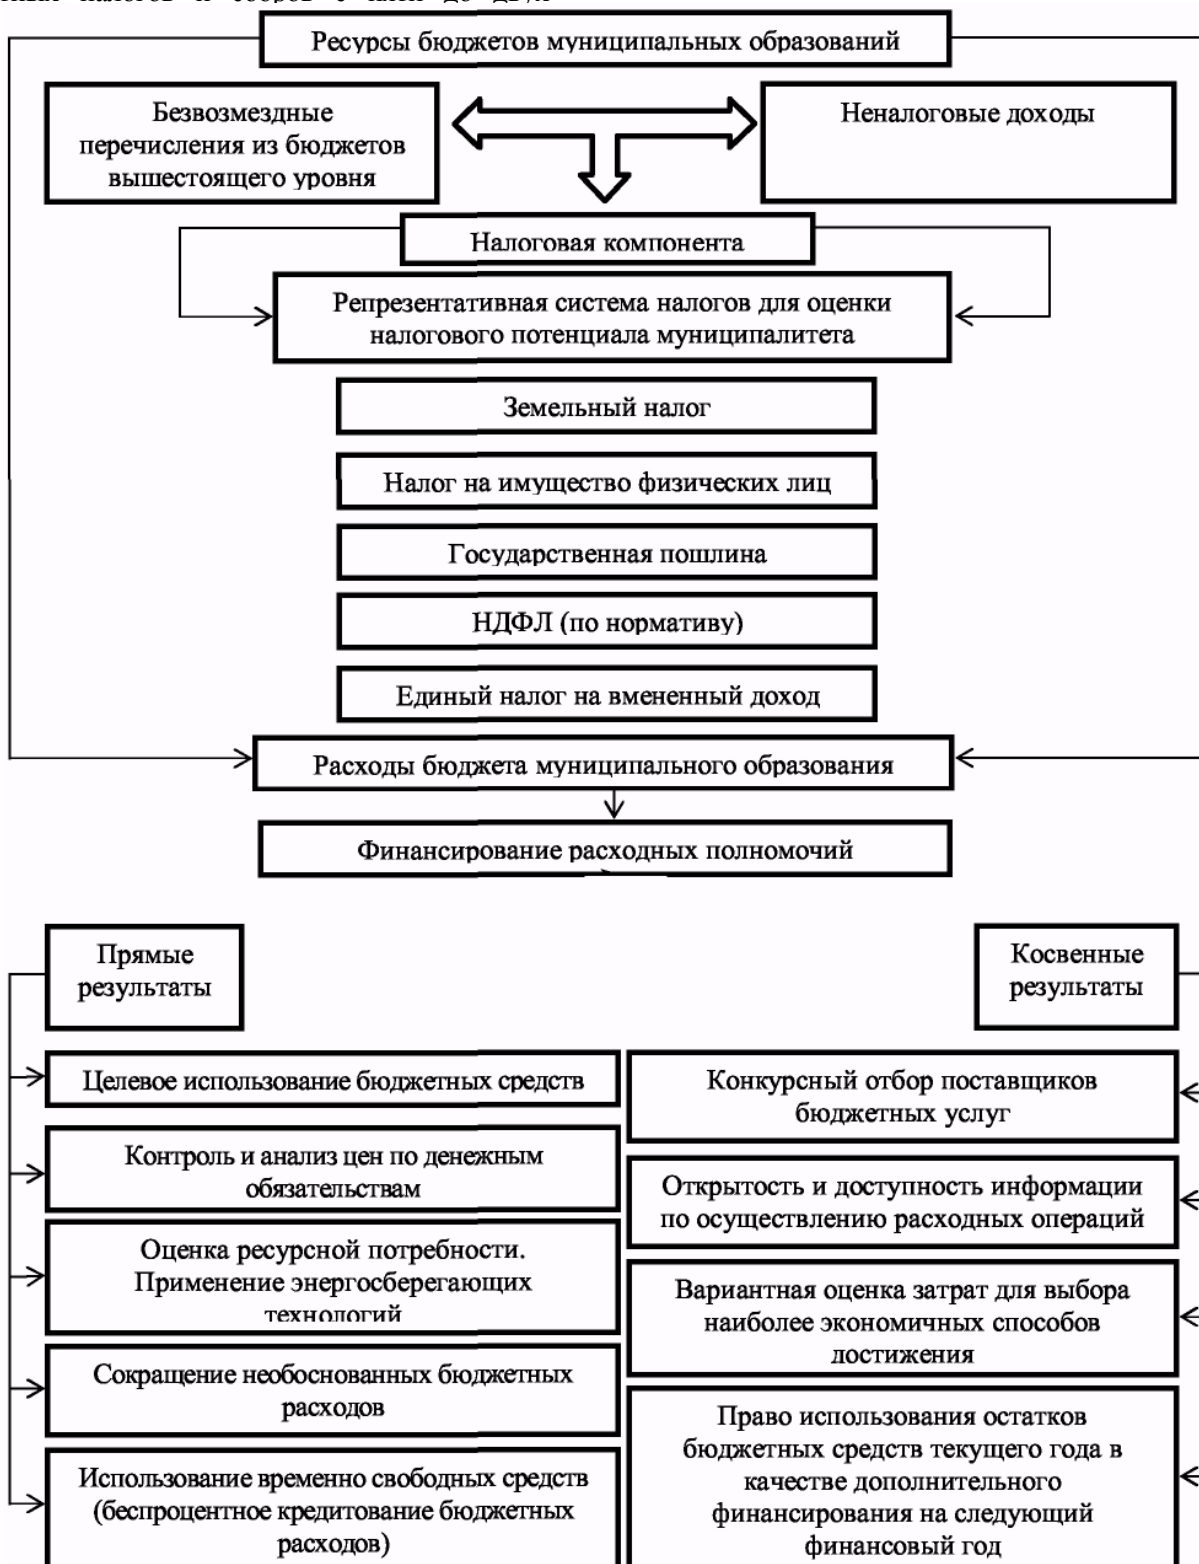 Ресурсы бюджетов муниципальных образований
Безвозмездные
перечисления из бюджетов
вышестоящего уровня
Неналоговые доходы
Налоговая компонента
Репрезентативная система налогов для оценки
налогового потенциала муниципалитета
Земельный налог
Налог на имущество физических лиц
Государственная пошлина
НДФЛ (по нормативу)
Единый налог на вмененный доход
Расходы бюджета муниципального образования
Финансирование расходных полномочий
Прямые
результаты
Косвенные
результаты
Целевое использование бюджетных средств
Контроль и анализ цен по денежным
обязательствам
Оценка ресурсной потребности.
Применение энергосберегающих
технологий
Сокращение необоснованных бюджетных
расходов
Использование временно свободных средств
(беспроцентное кредитование бюджетных
расходов)
Конкурсный отбор поставщиков
бюджетных услуг
Открытость и доступность информации
по осуществлению расходных операций
Вариантная оценка затрат для выбора
наиболее экономичных способов
достижения
Право использования остатков
бюджетных средств текущего года в
качестве дополнительного
финансирования на следующий
финансовый год